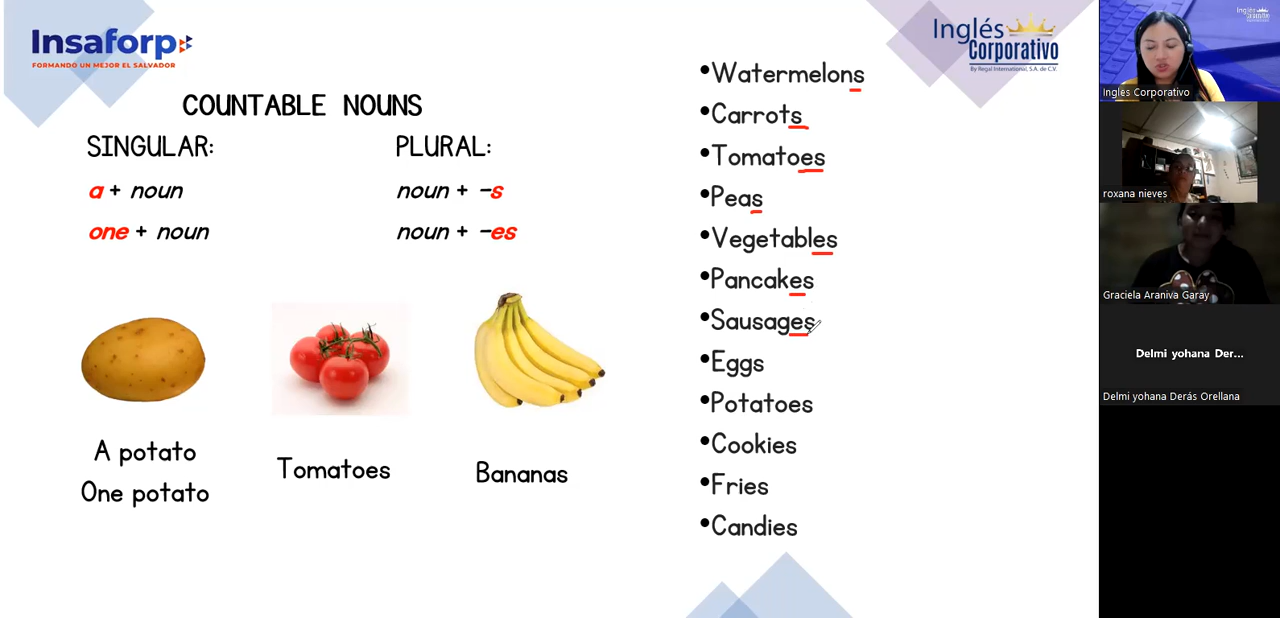 Insaforp
FORMANDO UN MEJOR EL SALVADOR
Inglés
Corporativo
By Regal International, S.A. de C.V.
COUNTABLE NOUNS
SINGULAR:
a + noun
one + noun
PLURAL:
noun + -s
noun + -es
A potato
One potato
Tomatoes
Bananas
•Watermelons
•Carrots
•Tomatoes
•Peas
•Vegetables
•Pancakes
•Sausages
•Eggs
•Potatoes
•Cookies
•Fries
•Candies
Inglés
Ingles Corporativo
roxana nieves
Graciela Araniva Garay
Delmi yohana Der...
Delmi yohana Derás Orellana